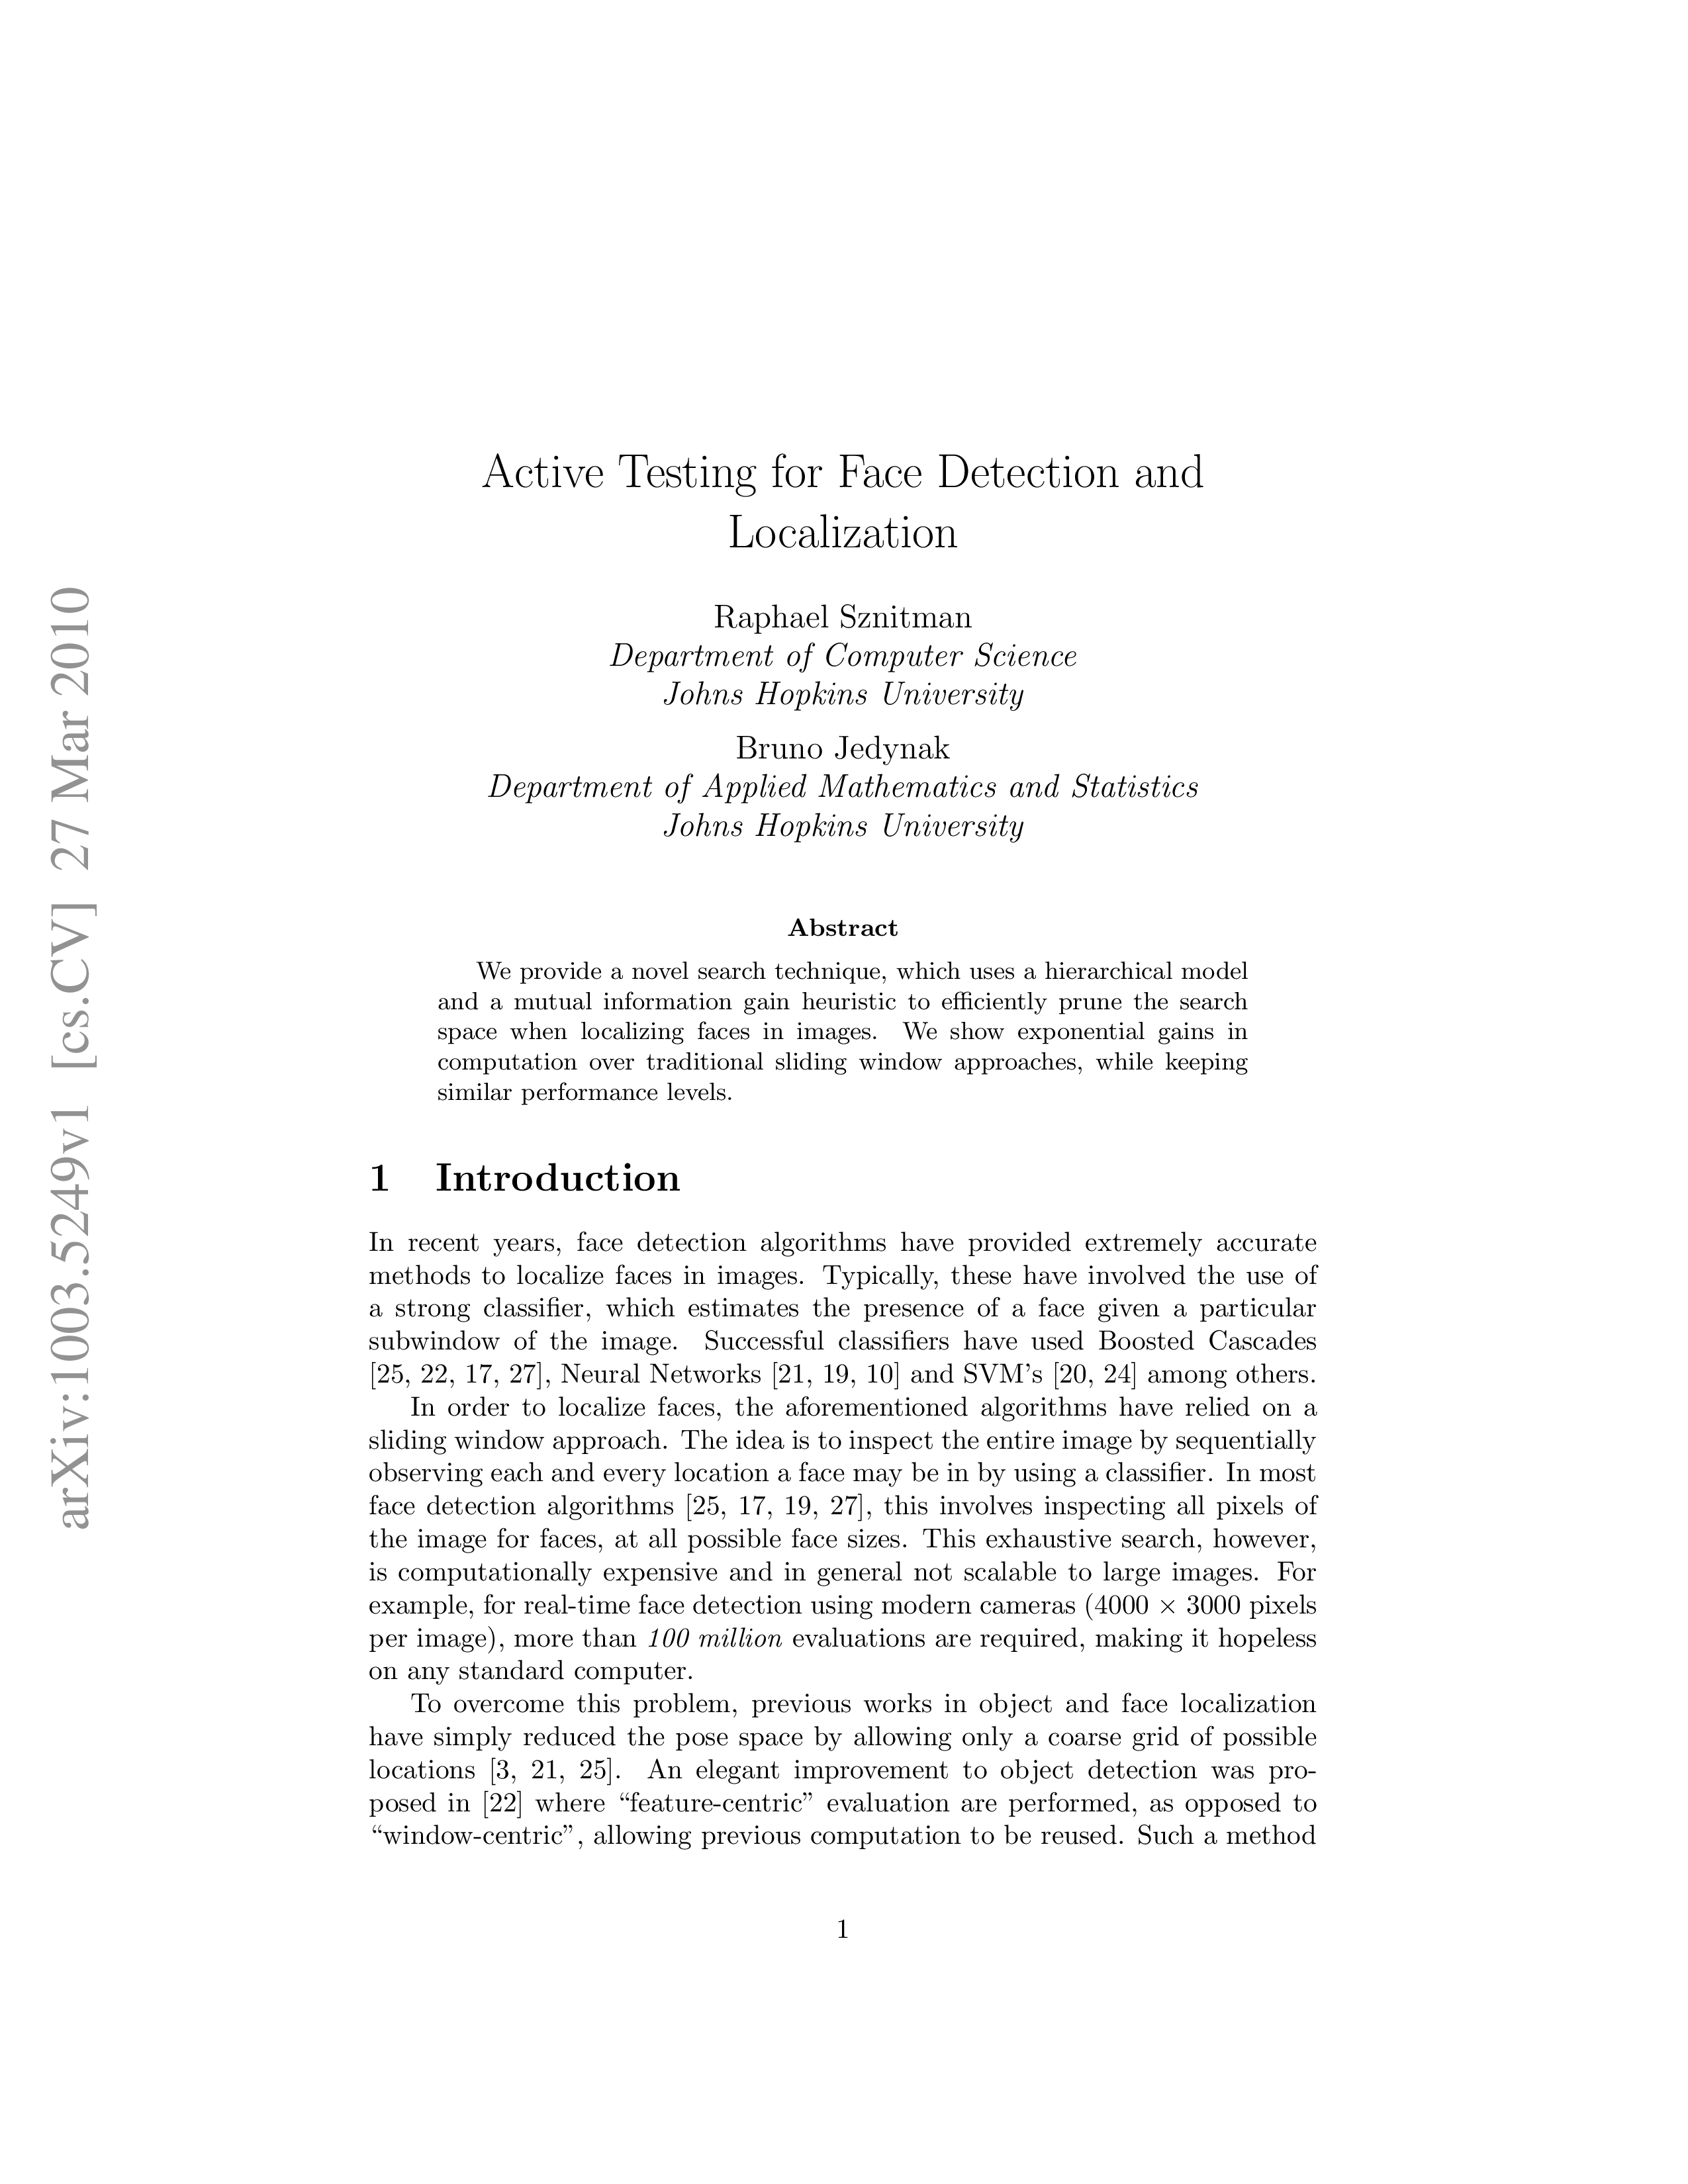 arXiv:1003.5249v1 [cs.CV] 27 Mar 2010
Active Testing for Face Detection and
Localization
Raphael Sznitman
Department of Computer Science
Johns Hopkins University
Bruno Jedynak
Department of Applied Mathematics and Statistics
Johns Hopkins University
Abstract
We provide a novel search technique, which uses a hierarchical model
and a mutual information gain heuristic to efficiently prune the search
space when localizing faces in images. We show exponential gains in
computation over traditional sliding window approaches, while keeping
similar performance levels.
1 Introduction
In recent years, face detection algorithms have provided extremely accurate
methods to localize faces in images. Typically, these have involved the use of
a strong classifier, which estimates the presence of a face given a particular
subwindow of the image. Successful classifiers have used Boosted Cascades
[25, 22, 17, 27], Neural Networks [21, 19, 10] and SVM's [20, 24] among others.
In order to localize faces, the aforementioned algorithms have relied on a
sliding window approach. The idea is to inspect the entire image by sequentially
observing each and every location a face may be in by using a classifier. In most
face detection algorithms [25, 17, 19, 27], this involves inspecting all pixels of
the image for faces, at all possible face sizes. This exhaustive search, however,
is computationally expensive and in general not scalable to large images. For
example, for real-time face detection using modern cameras (4000 × 3000 pixels
per image), more than 100 million evaluations are required, making it hopeless
on any standard computer.
To overcome this problem, previous works in object and face localization
have simply reduced the pose space by allowing only a coarse grid of possible
locations [3, 21, 25]. An elegant improvement to object detection was pro-
posed in [22] where “feature-centric” evaluation are performed, as opposed to
“window-centric”, allowing previous computation to be reused. Such a method
1